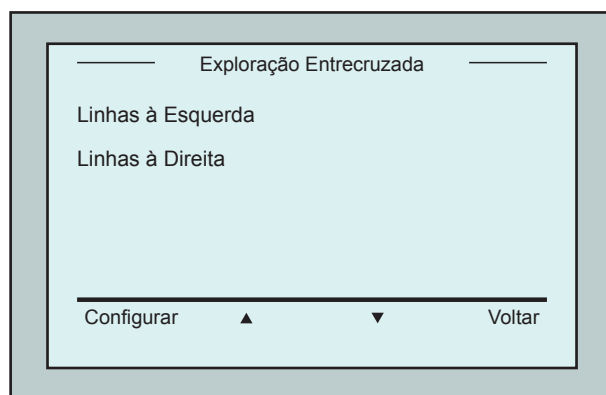 Exploração Entrecruzada
Linhas à Esquerda
Linhas à Direita
Configurar ▲ ▼ Voltar